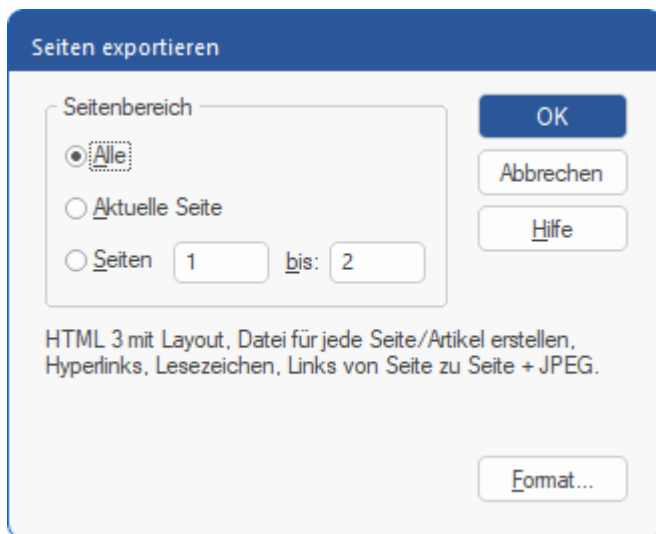 Seiten exportieren
Seitenbereich
Alle
Aktuelle Seite
Seiten 1 bis: 2
OK
Abbrechen
Hilfe
HTML 3 mit Layout, Datei für jede Seite/Artikel erstellen,
Hyperlinks, Lesezeichen, Links von Seite zu Seite + JPEG.
Format...